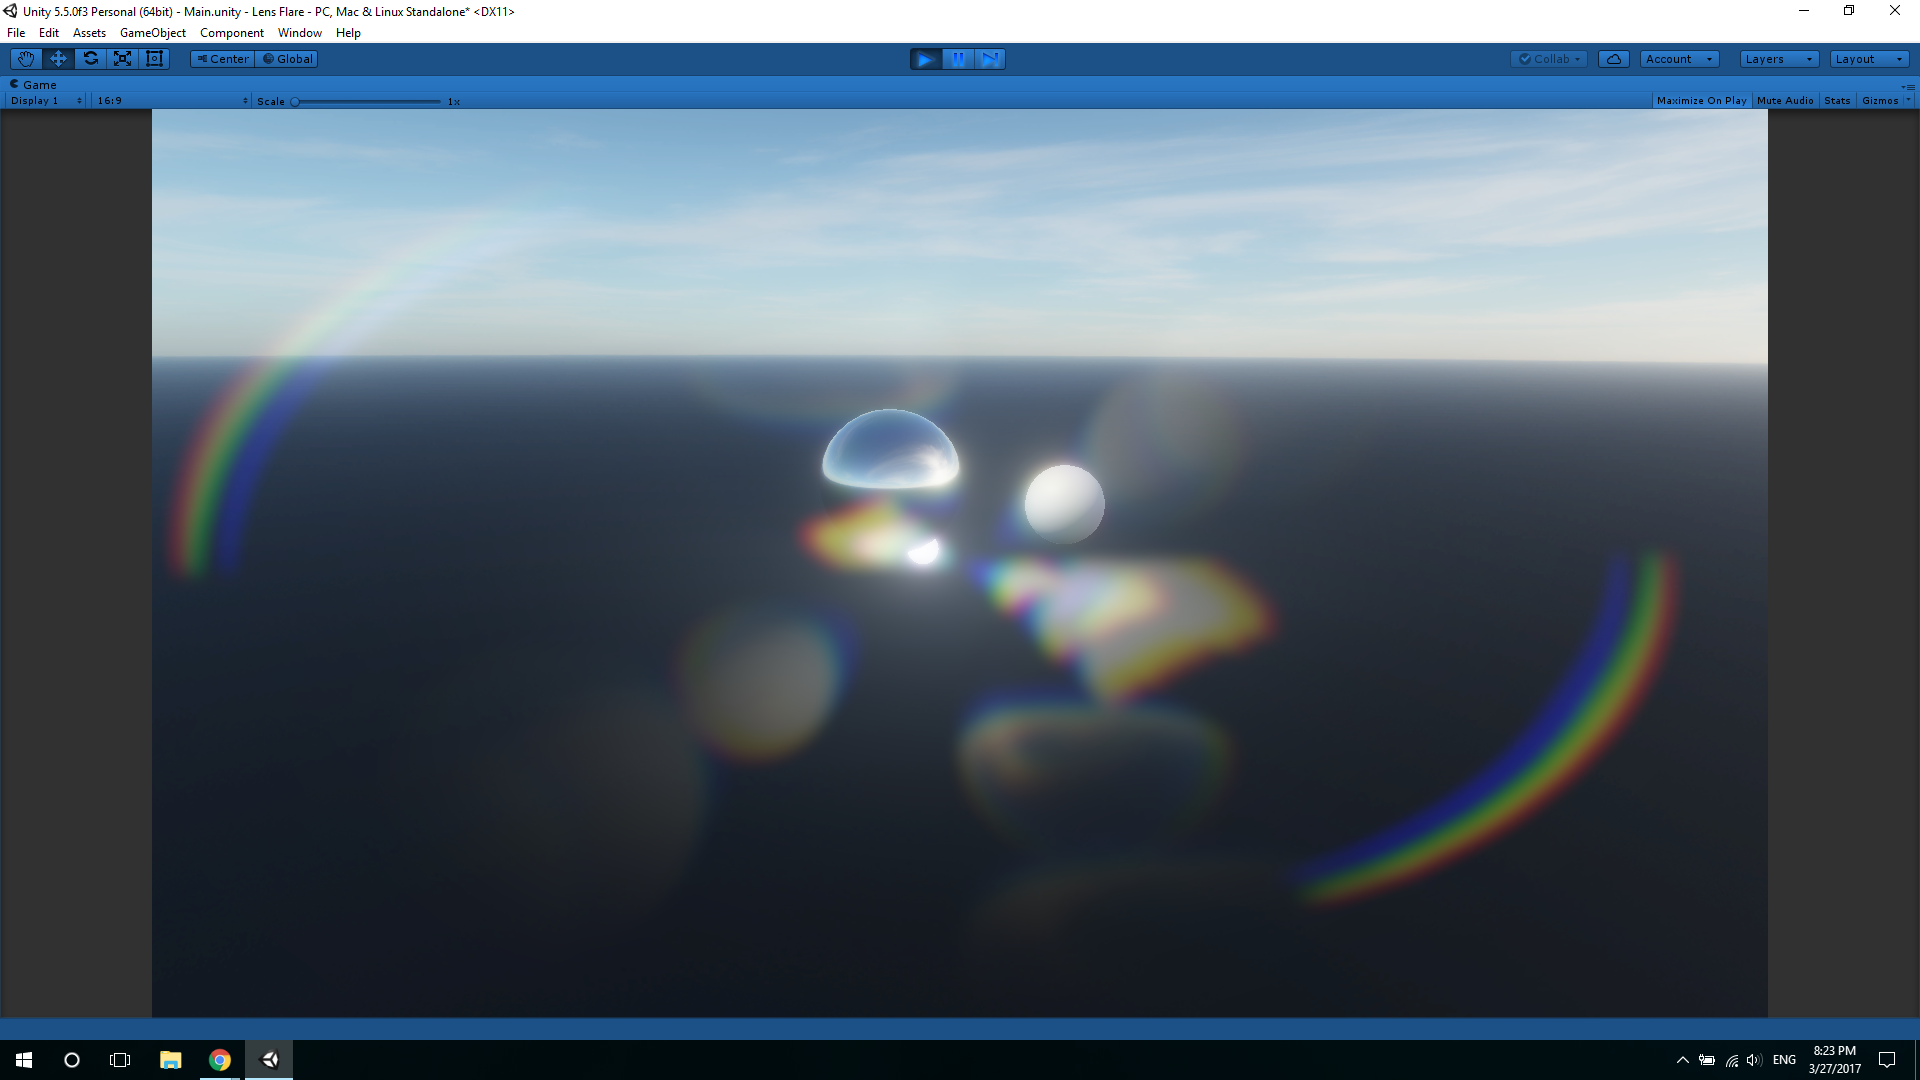 Unity 5.5.0f3 Personal (64bit) - Main.unity - Lens Flare - PC, Mac & Linux Standalone* <DX11>
File Edit Assets GameObject Component Window Help
Center Global Collab Account Layers Layout
Game
Display 1 16:9 Scale 1x Maximize On Play Mute Audio Stats Gizmos
ENG 8:23 PM
3/27/2017